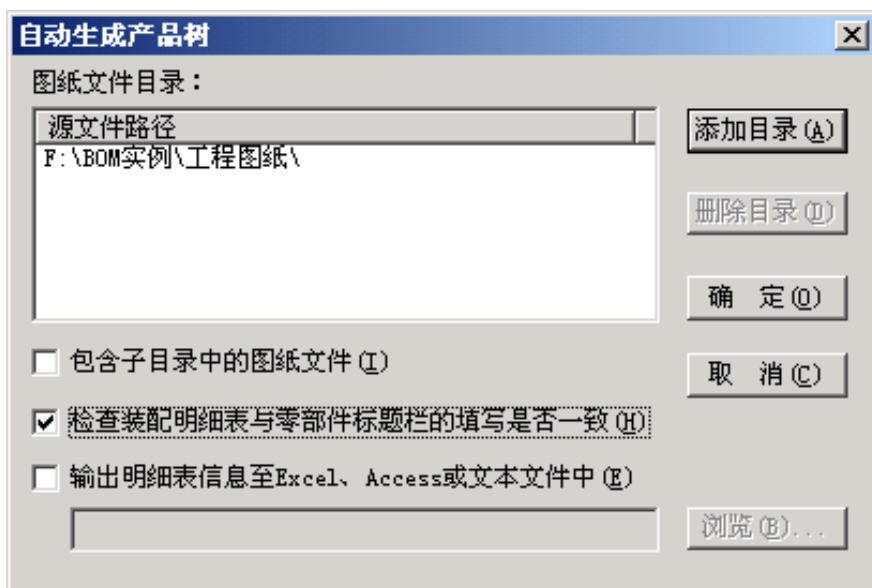 自动生成产品树
图纸文件目录：
源文件路径
F:\BOM实例\工程图纸\
添加目录(A)
删除目录(D)
确 定(O)
取 消(C)
包含子目录中的图纸文件(I)
检查装配明细表与零部件标题栏的填写是否一致(H)
输出明细表信息至Excel、Access或文本文件中(E)
浏览(B)...